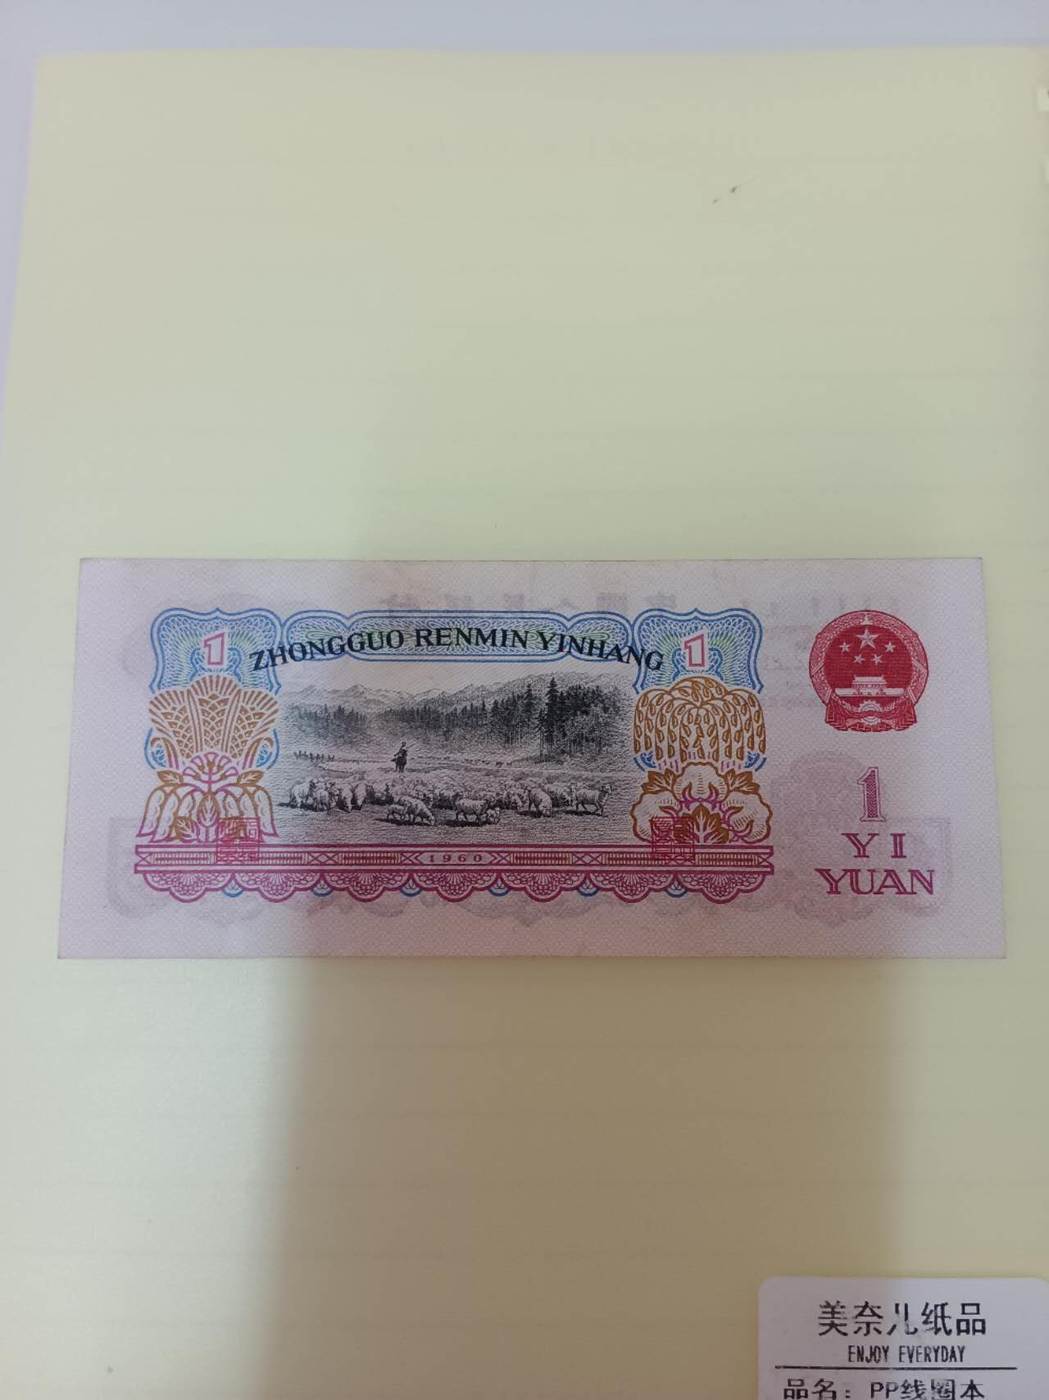 1
ZHONGGUO RENMIN YINHANG
1
1960
1
YI
YUAN
美奈儿纸品
ENJOY EVERYDAY
品名：PP线圈本